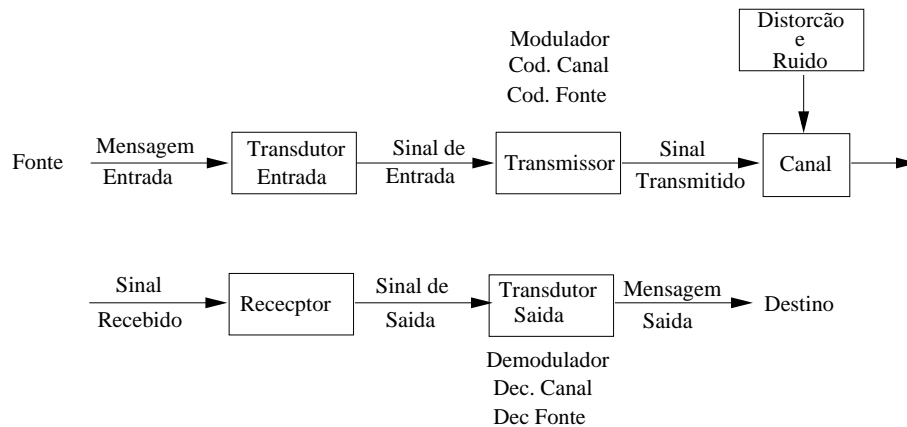 Modulador
Cod. Canal
Cod. Fonte
Distorcão
e
Ruido
Fonte
Mensagem
Entrada
Transdutor
Entrada
Sinal de
Entrada
Transmissor
Sinal
Transmitido
Canal
Sinal
Recebido
Rececptor
Sinal de
Saida
Transdutor
Saida
Mensagem
Saida
Destino
Demodulador
Dec. Canal
Dec Fonte